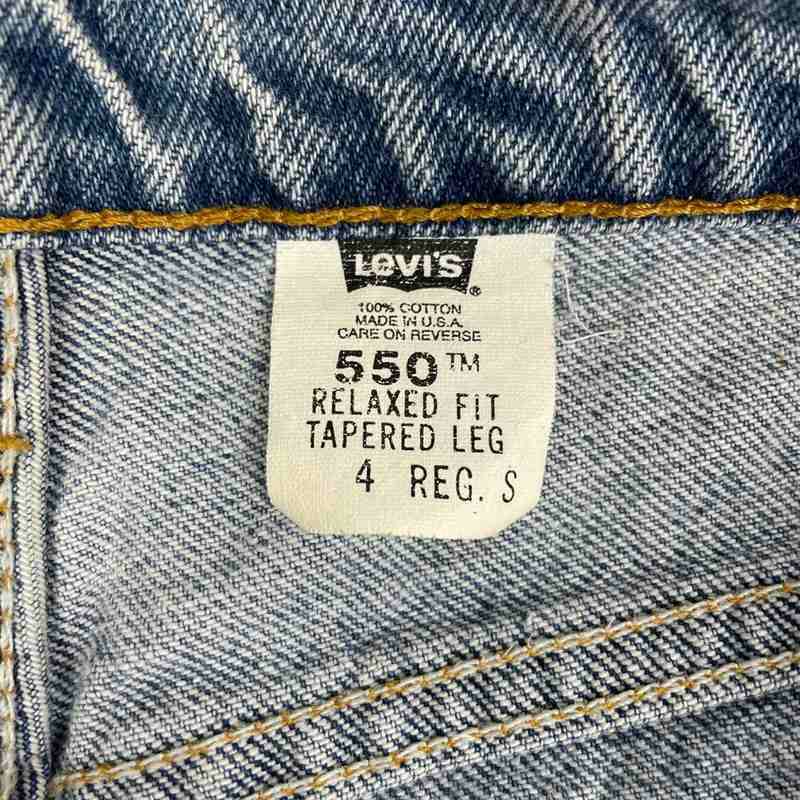 LEVI'S ®
100% COTTON
MADE IN U.S.A.
CARE ON REVERSE
550™
RELAXED FIT
TAPERED LEG
4 REG. S